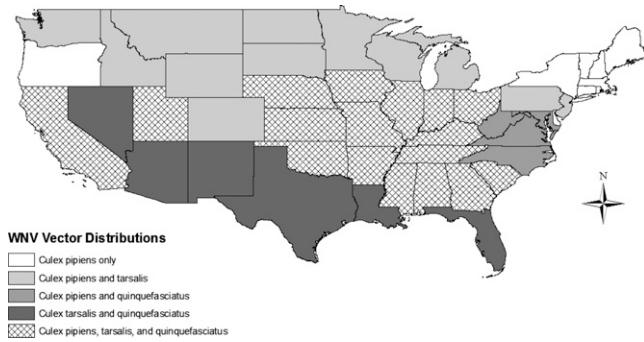 N
WNV Vector Distributions
Culex pipiens only
Culex pipiens and tarsalis
Culex pipiens and quinquefasciatus
Culex tarsalis and quinquefasciatus
Culex pipiens, tarsalis, and quinquefasciatus